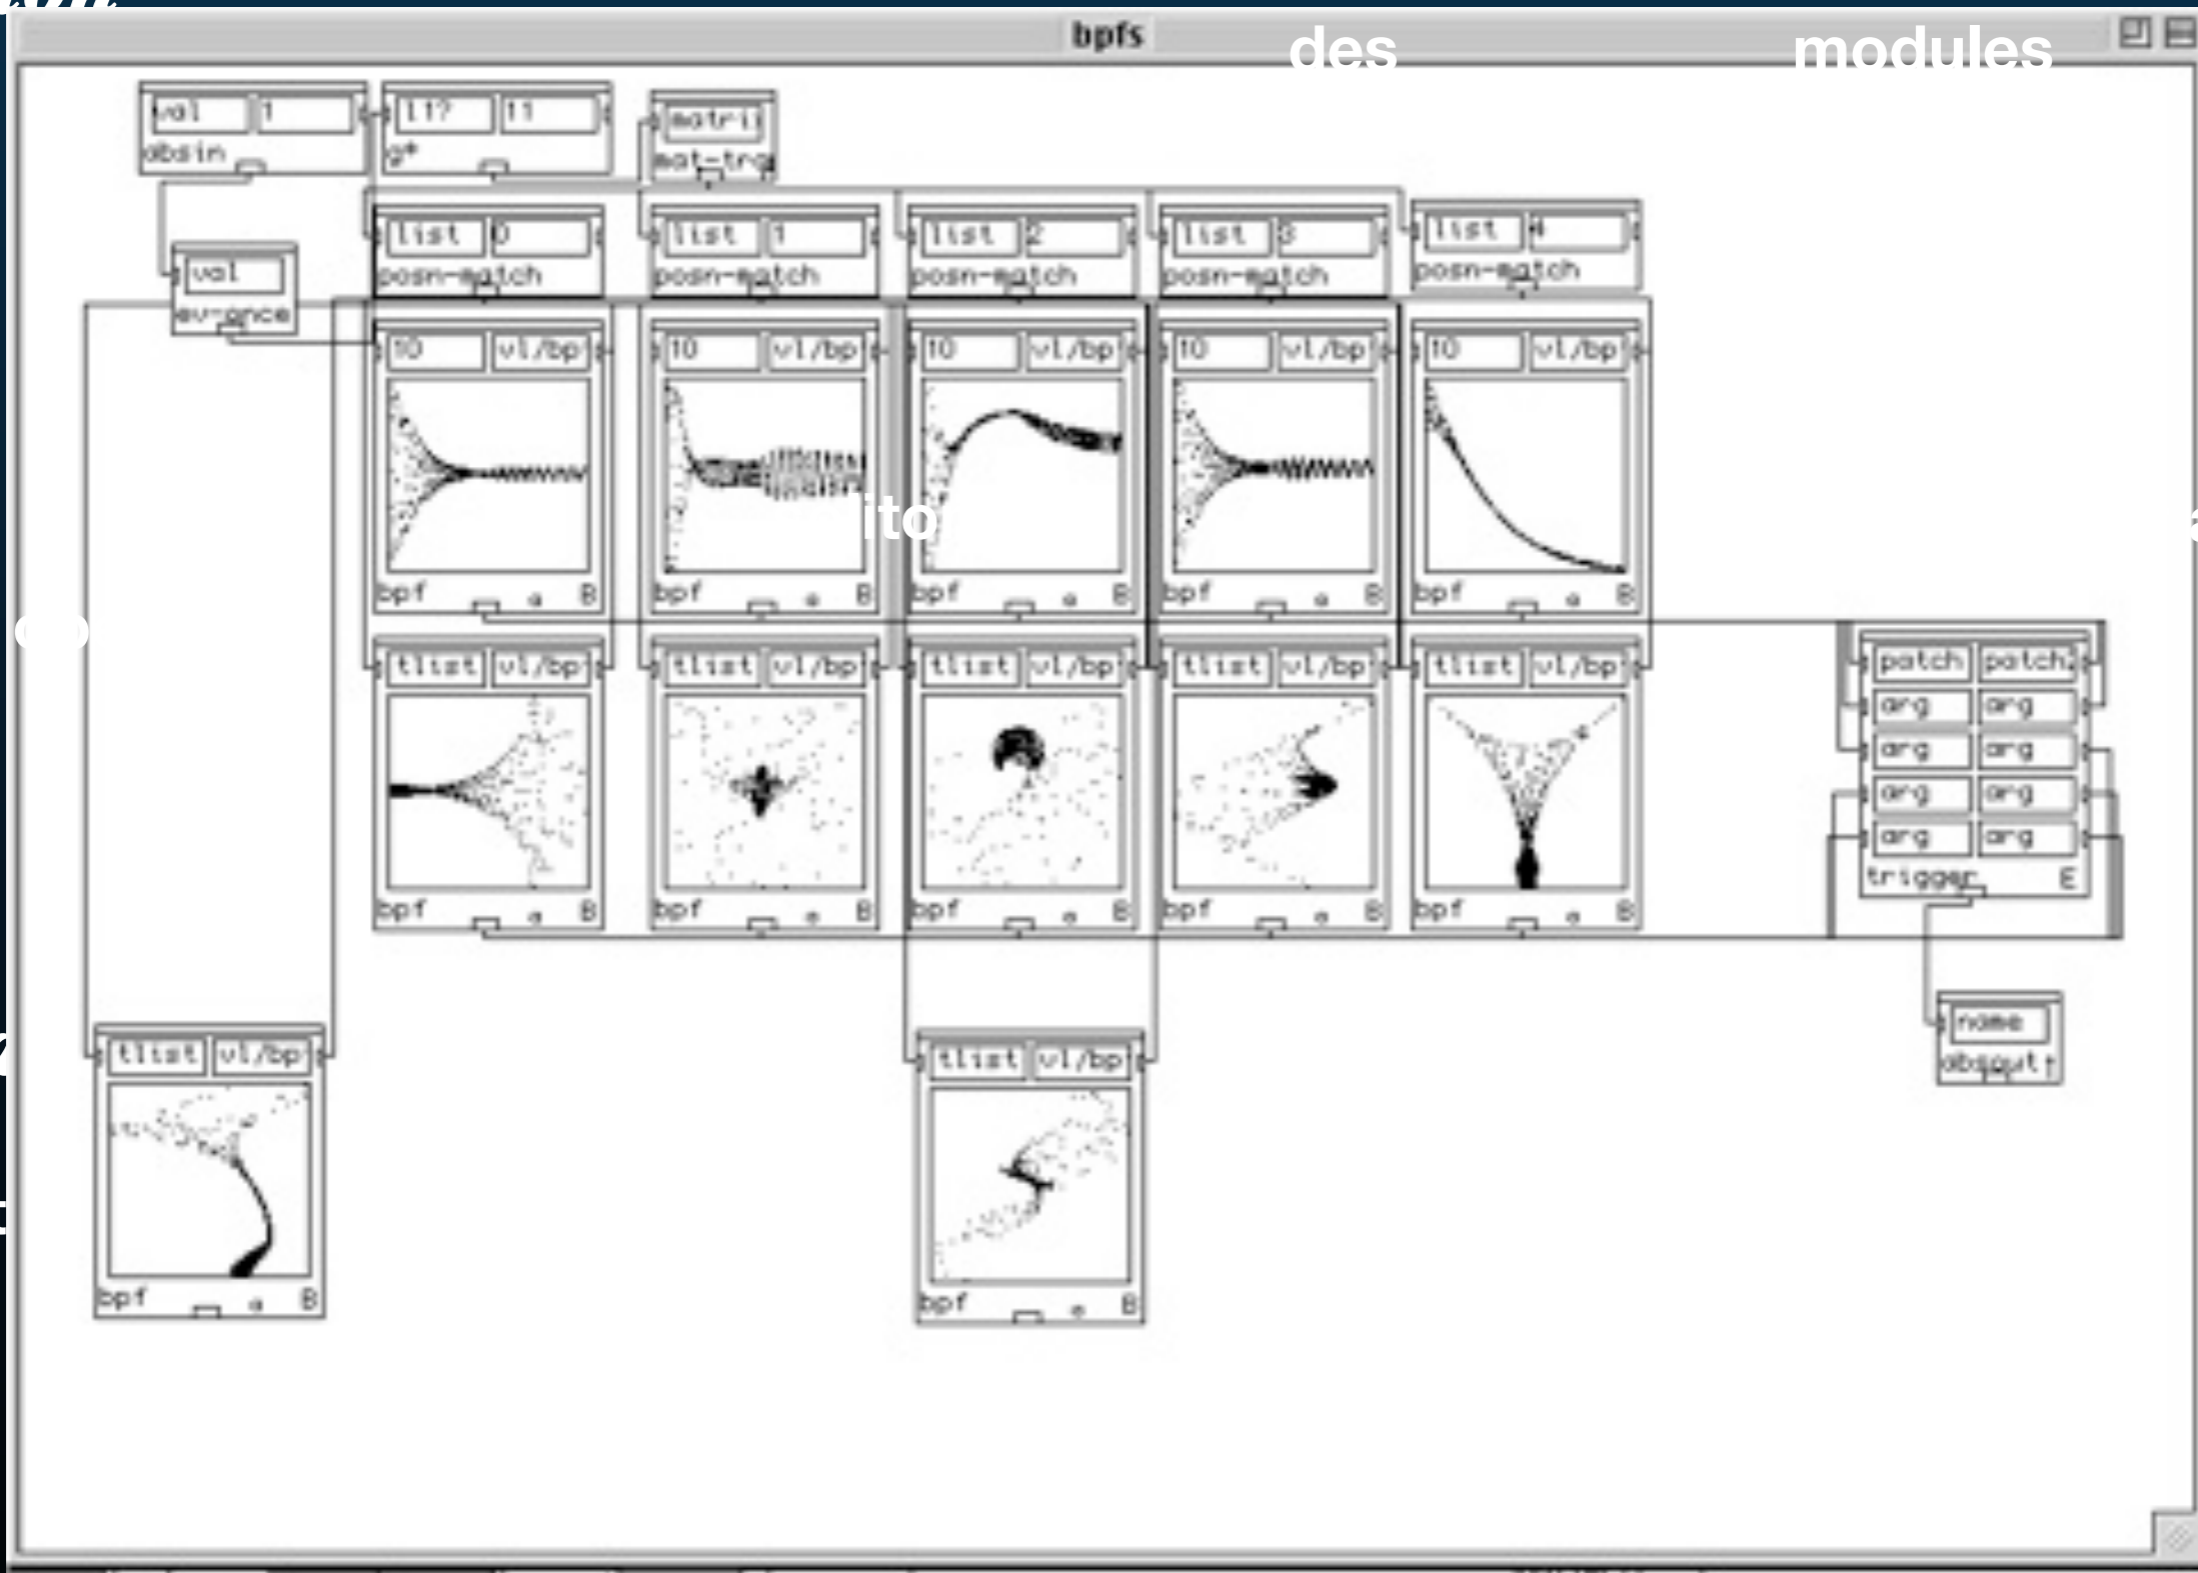 bpfs
des modules
val 1
absin
l1? 11
g*
matri
mat-tra
list 0
posn-match
list 1
posn-match
list 2
posn-match
list 3
posn-match
list 4
posn-match
val
ev-once
10 vl/bp
bpf a B
10 vl/bp
bpf a B
10 vl/bp
bpf a B
10 vl/bp
bpf a B
10 vl/bp
bpf a B
ito
tlist vl/bp
bpf a B
tlist vl/bp
bpf a B
tlist vl/bp
bpf a B
tlist vl/bp
bpf a B
tlist vl/bp
bpf a B
patch patch2
arg arg
arg arg
arg arg
arg arg
trigger E
name
absout
tlist vl/bp
bpf a B
tlist vl/bp
bpf a B